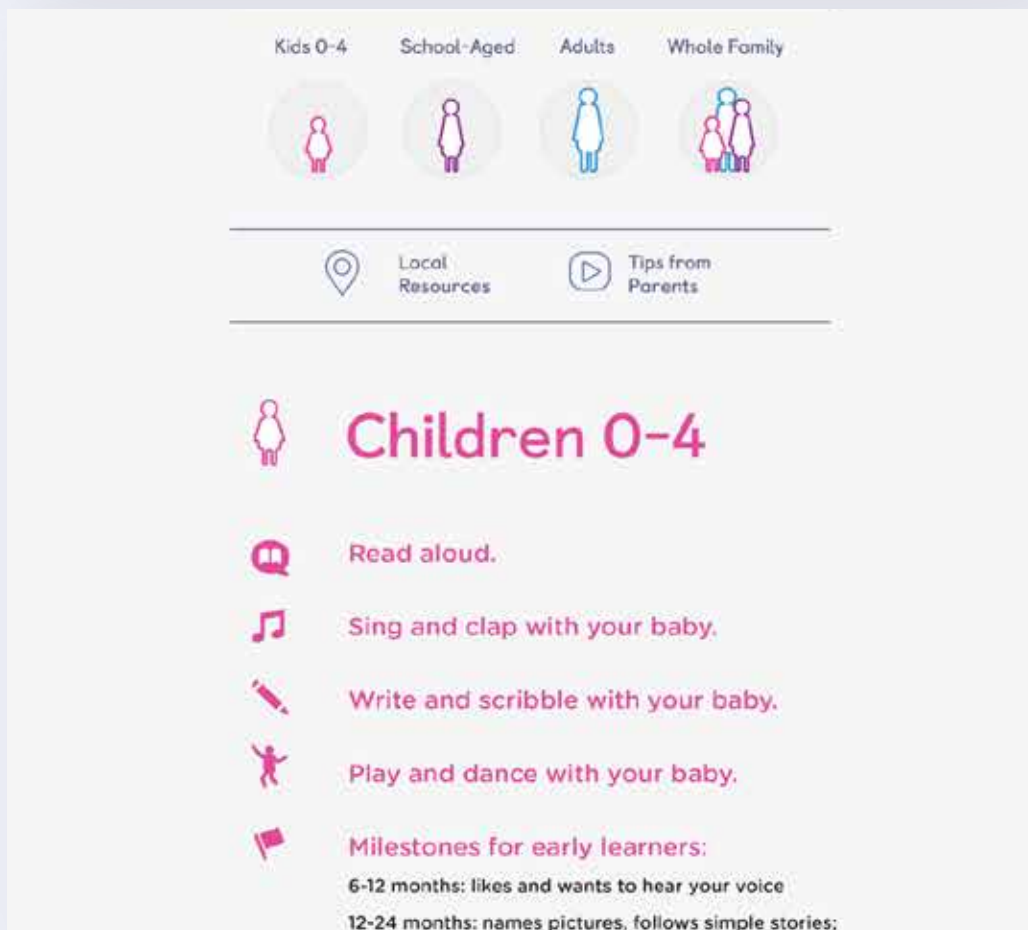 Kids 0-4
School-Aged
Adults
Whole Family
Local
Resources
Tips from
Parents
Children 0-4
Read aloud.
Sing and clap with your baby.
Write and scribble with your baby.
Play and dance with your baby.
Milestones for early learners:
6-12 months: likes and wants to hear your voice
12-24 months: names pictures, follows simple stories;